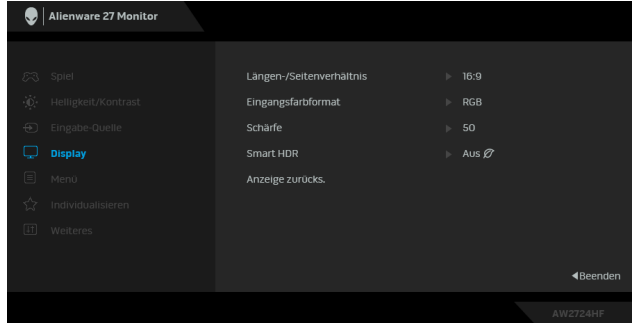 Alienware 27 Monitor
Spiel
Helligkeit/Kontrast
Eingabe-Quelle
Display
Menü
Individualisieren
Weiteres
Längen-/Seitenverhältnis 16:9
Eingangsfarbformat RGB
Schärfe 50
Smart HDR Aus
Anzeige zurücks.
Beenden
AW2724HF